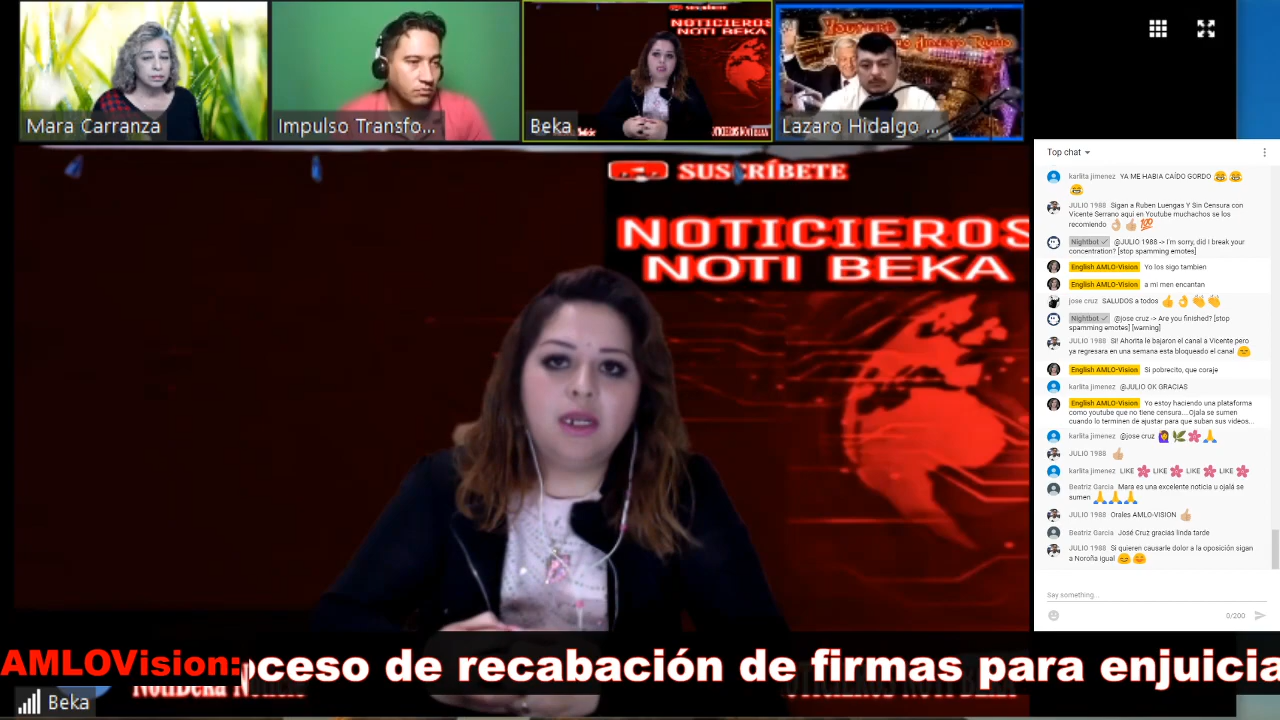 SUSCRÍBETE
NOTICIEROS
NOTI BEKA
YouTube
Mara Carranza
Impulso Transfo...
Beka
Lazaro Hidalgo ...
SUSCRÍBETE
NOTICIEROS
NOTI BEKA
Top chat
karlita jimenez YA ME HABIA CAÍDO GORDO 😂 😂
😂
JULIO 1988 Sigan a Ruben Luengas Y Sin Censura con
Vicente Serrano aqui en Youtube muchachos se los
recomiendo 👌🏼 👍🏼 💯
Nightbot ✓ @JULIO 1988 -> I'm sorry, did I break your
concentration? [stop spamming emotes]
English AMLO-Vision Yo los sigo tambien
English AMLO-Vision a mi men encantan
jose cruz SALUDOS a todos 👍 👌 👏 👏
Nightbot ✓ @jose cruz -> Are you finished? [stop
spamming emotes] [warning]
JULIO 1988 SI! Ahorita le bajaron el canal a Vicente pero
ya regresara en una semana esta bloqueado el canal 😊
English AMLO-Vision Si pobrecito, que coraje
karlita jimenez @JULIO OK GRACIAS
English AMLO-Vision Yo estoy haciendo una plataforma
como youtube que no tiene censura....Ojala se sumen
cuando lo terminen de ajustar para que suban sus videos...
karlita jimenez @jose cruz 🙋‍♀️ 🌿 🌸 🙏
JULIO 1988 👍🏼
karlita jimenez LIKE 🌸 LIKE 🌸 LIKE 🌸 LIKE 🌸
Beatriz Garcia Mara es una excelente noticia u ojalá se
sumen 🙏 🙏 🙏
JULIO 1988 Orales AMLO-VISION 👍🏼
Beatriz Garcia José Cruz gracias linda tarde
JULIO 1988 Si quieren causarle dolor a la oposición sigan
a Noroña igual 😊 😊
Say something...
0/200
AMLOVision: oceso de recabación de firmas para enjuicia
Beka